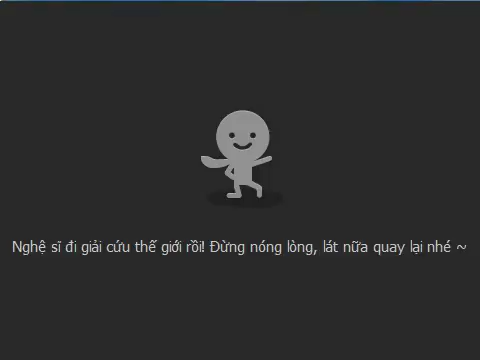 Nghệ sĩ đi giải cứu thế giới rồi! Đừng nóng lòng, lát nữa quay lại nhé ~